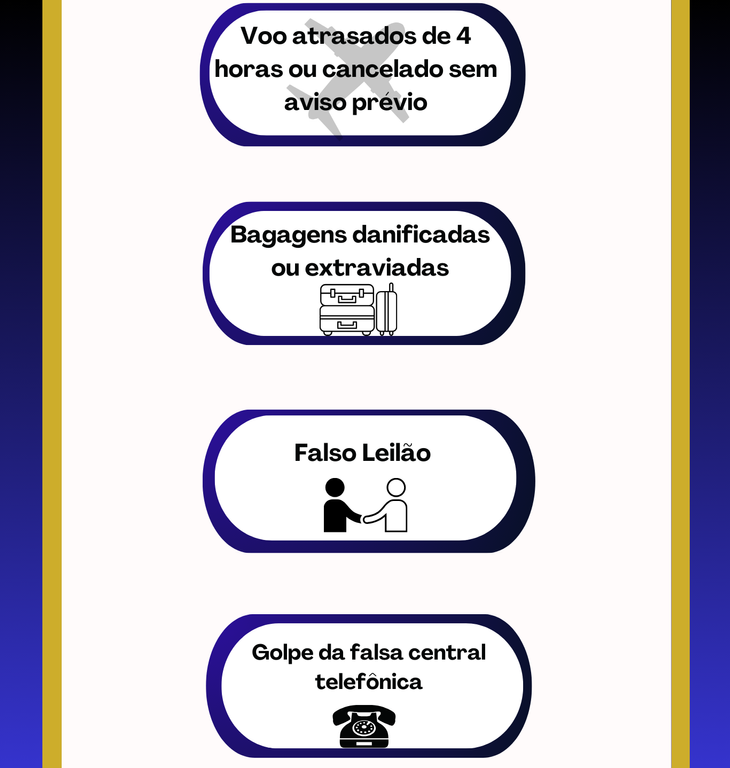 Voo atrasados de 4
horas ou cancelado sem
aviso prévio
Bagagens danificadas
ou extraviadas
Falso Leilão
Golpe da falsa central
telefônica